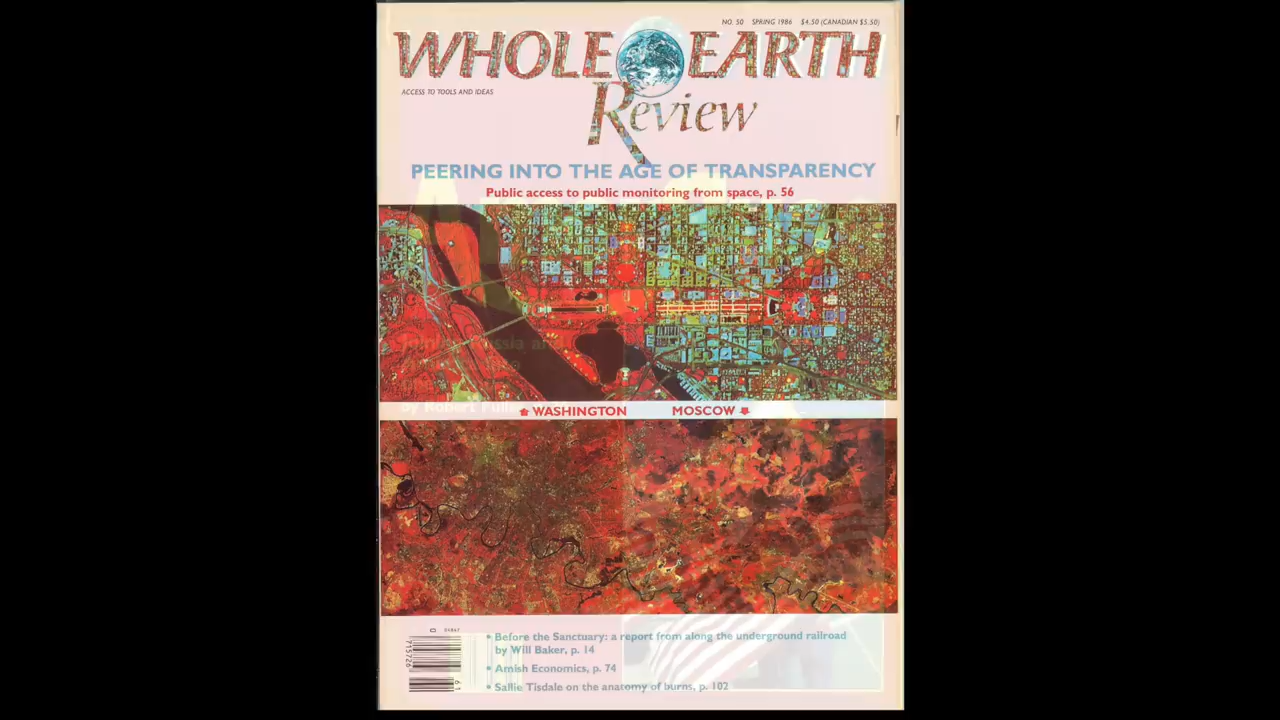 NO. 50 SPRING 1986 $4.50 (CANADIAN $5.50)
WHOLE EARTH
ACCESS TO TOOLS AND IDEAS
Review
PEERING INTO THE AGE OF TRANSPARENCY
Public access to public monitoring from space, p. 56
WASHINGTON MOSCOW
• Before the Sanctuary: a report from along the underground railroad
by Will Baker, p. 14
• Amish Economics, p. 74
• Sallie Tisdale on the anatomy of burns, p. 102